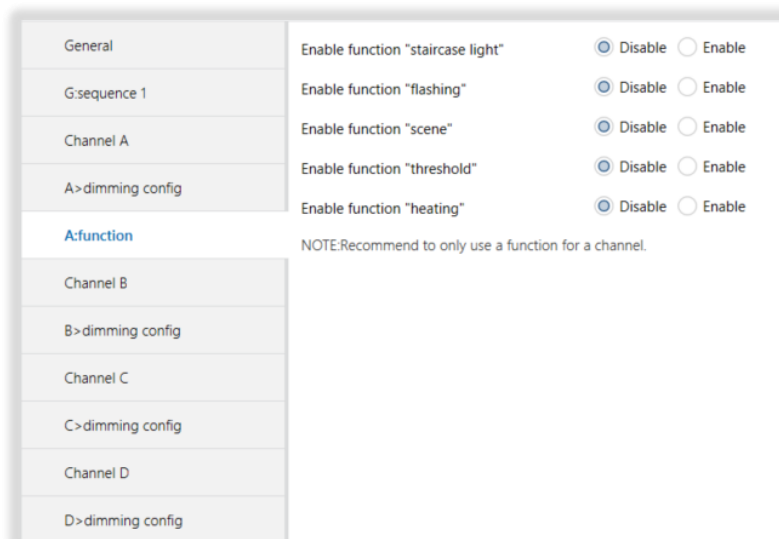 General
G:sequence 1
Channel A
A>dimming config
A:function
Channel B
B>dimming config
Channel C
C>dimming config
Channel D
D>dimming config
Enable function "staircase light" Disable Enable
Enable function "flashing" Disable Enable
Enable function "scene" Disable Enable
Enable function "threshold" Disable Enable
Enable function "heating" Disable Enable
NOTE:Recommend to only use a function for a channel.